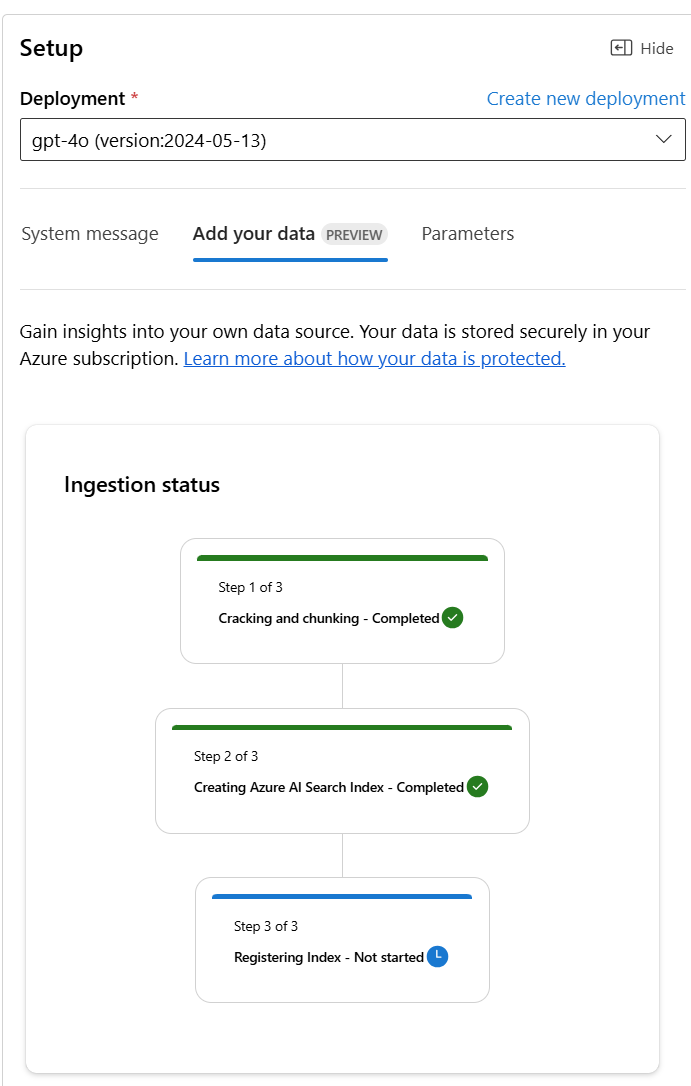 Setup
Hide
Deployment *
Create new deployment
gpt-4o (version:2024-05-13)
System message
Add your data PREVIEW
Parameters
Gain insights into your own data source. Your data is stored securely in your
Azure subscription. Learn more about how your data is protected.
Ingestion status
Step 1 of 3
Cracking and chunking - Completed
Step 2 of 3
Creating Azure AI Search Index - Completed
Step 3 of 3
Registering Index - Not started